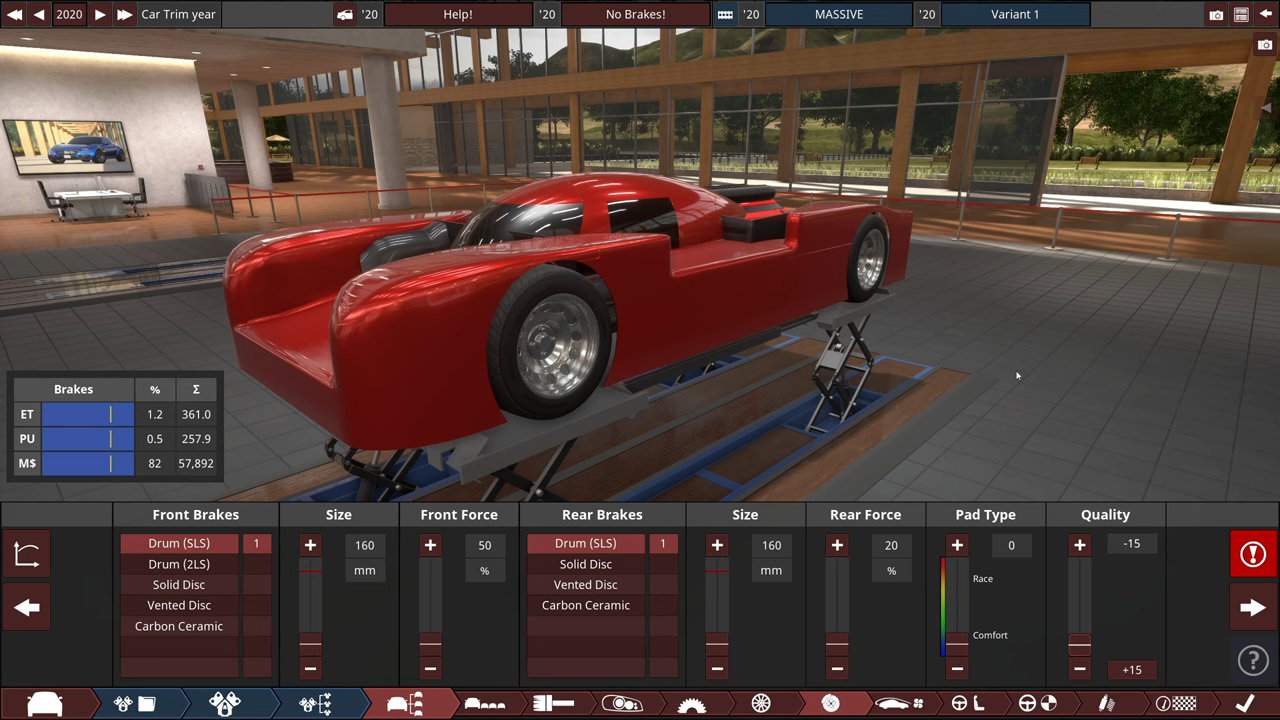 2020 Car Trim year '20 Help! '20 No Brakes! '20 MASSIVE '20 Variant 1
Brakes % Σ
ET 1.2 361.0
PU 0.5 257.9
M$ 82 57,892
Front Brakes
Drum (SLS) 1
Drum (2LS)
Solid Disc
Vented Disc
Carbon Ceramic
Size
+ 160
mm
−
Front Force
+ 50
%
−
Rear Brakes
Drum (SLS) 1
Solid Disc
Vented Disc
Carbon Ceramic
Size
+ 160
mm
−
Rear Force
+ 20
%
−
Pad Type
+ 0
Race
Comfort
−
Quality
+ -15
− +15
?